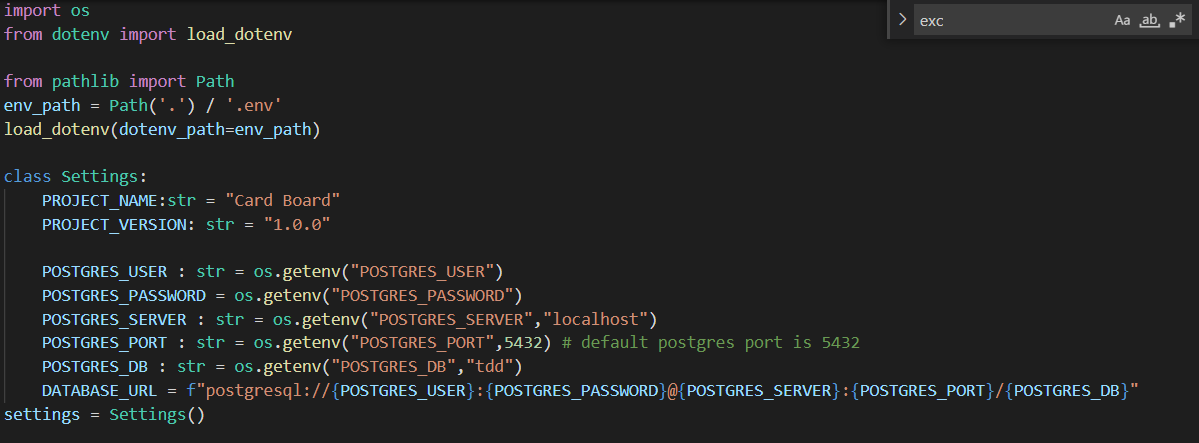 import os
from dotenv import load_dotenv
exc Aa ab .*
from pathlib import Path
env_path = Path('.') / '.env'
load_dotenv(dotenv_path=env_path)
class Settings:
    PROJECT_NAME:str = "Card Board"
    PROJECT_VERSION: str = "1.0.0"
    POSTGRES_USER : str = os.getenv("POSTGRES_USER")
    POSTGRES_PASSWORD = os.getenv("POSTGRES_PASSWORD")
    POSTGRES_SERVER : str = os.getenv("POSTGRES_SERVER","localhost")
    POSTGRES_PORT : str = os.getenv("POSTGRES_PORT",5432) # default postgres port is 5432
    POSTGRES_DB : str = os.getenv("POSTGRES_DB","tdd")
    DATABASE_URL = f"postgresql://{POSTGRES_USER}:{POSTGRES_PASSWORD}@{POSTGRES_SERVER}:{POSTGRES_PORT}/{POSTGRES_DB}"
settings = Settings()